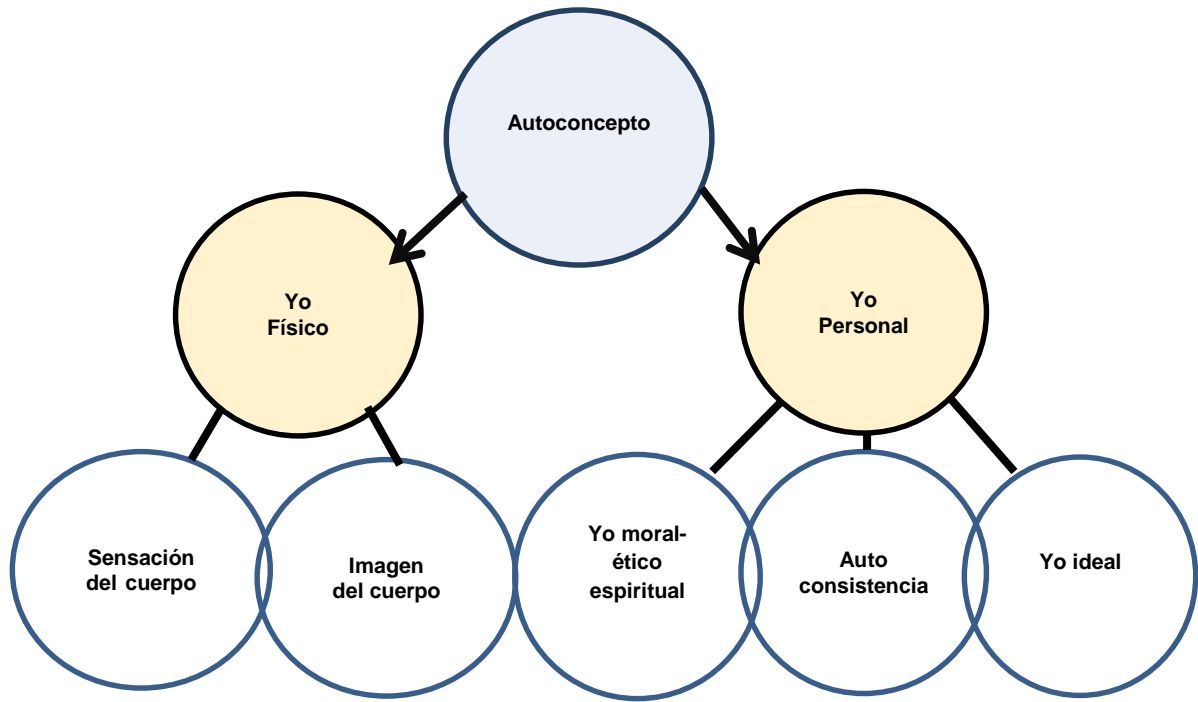 Autoconcepto
Yo
Físico
Yo
Personal
Sensación
del cuerpo
Imagen
del cuerpo
Yo moral-
ético
espiritual
Auto
consistencia
Yo ideal